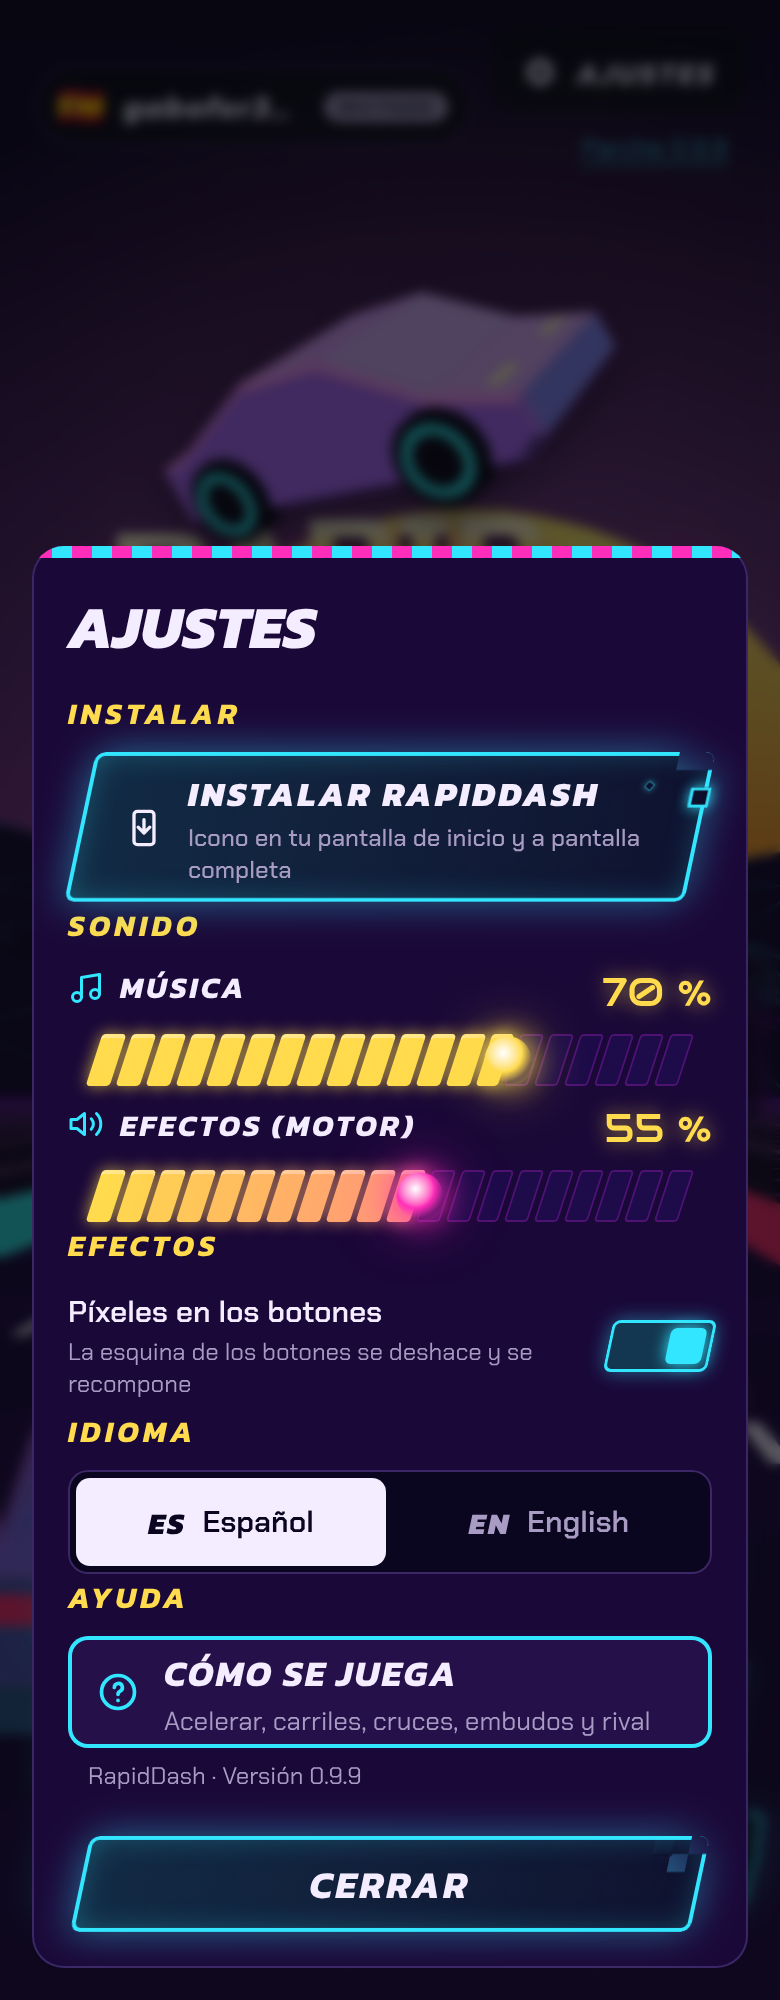 AJUSTES
AJUSTES
INSTALAR
INSTALAR RAPIDDASH
Icono en tu pantalla de inicio y a pantalla
completa
SONIDO
MÚSICA 70 %
EFECTOS (MOTOR) 55 %
EFECTOS
Píxeles en los botones
La esquina de los botones se deshace y se
recompone
IDIOMA
ES Español EN English
AYUDA
CÓMO SE JUEGA
Acelerar, carriles, cruces, embudos y rival
RapidDash · Versión 0.9.9
CERRAR